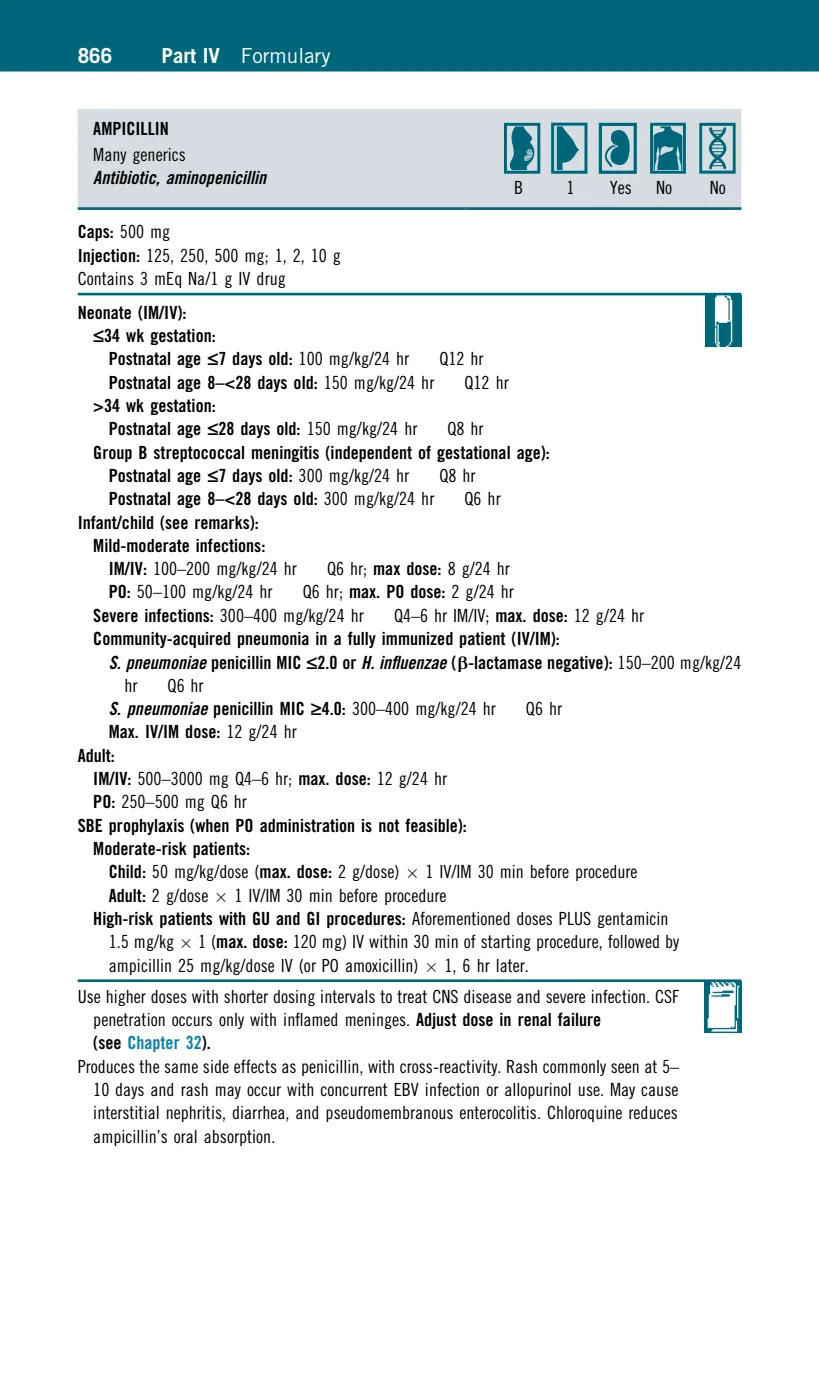 866 Part IV Formulary
AMPICILLIN
Many generics
Antibiotic, aminopenicillin
B 1 Yes No No
Caps: 500 mg
Injection: 125, 250, 500 mg; 1, 2, 10 g
Contains 3 mEq Na/1 g IV drug
Neonate (IM/IV):
≤34 wk gestation:
Postnatal age ≤7 days old: 100 mg/kg/24 hr Q12 hr
Postnatal age 8–<28 days old: 150 mg/kg/24 hr Q12 hr
>34 wk gestation:
Postnatal age ≤28 days old: 150 mg/kg/24 hr Q8 hr
Group B streptococcal meningitis (independent of gestational age):
Postnatal age ≤7 days old: 300 mg/kg/24 hr Q8 hr
Postnatal age 8–<28 days old: 300 mg/kg/24 hr Q6 hr
Infant/child (see remarks):
Mild-moderate infections:
IM/IV: 100–200 mg/kg/24 hr Q6 hr; max dose: 8 g/24 hr
PO: 50–100 mg/kg/24 hr Q6 hr; max. PO dose: 2 g/24 hr
Severe infections: 300–400 mg/kg/24 hr Q4–6 hr IM/IV; max. dose: 12 g/24 hr
Community-acquired pneumonia in a fully immunized patient (IV/IM):
S. pneumoniae penicillin MIC ≤2.0 or H. influenzae (β-lactamase negative): 150–200 mg/kg/24
hr Q6 hr
S. pneumoniae penicillin MIC ≥4.0: 300–400 mg/kg/24 hr Q6 hr
Max. IV/IM dose: 12 g/24 hr
Adult:
IM/IV: 500–3000 mg Q4–6 hr; max. dose: 12 g/24 hr
PO: 250–500 mg Q6 hr
SBE prophylaxis (when PO administration is not feasible):
Moderate-risk patients:
Child: 50 mg/kg/dose (max. dose: 2 g/dose) × 1 IV/IM 30 min before procedure
Adult: 2 g/dose × 1 IV/IM 30 min before procedure
High-risk patients with GU and GI procedures: Aforementioned doses PLUS gentamicin
1.5 mg/kg × 1 (max. dose: 120 mg) IV within 30 min of starting procedure, followed by
ampicillin 25 mg/kg/dose IV (or PO amoxicillin) × 1, 6 hr later.
Use higher doses with shorter dosing intervals to treat CNS disease and severe infection. CSF
penetration occurs only with inflamed meninges. Adjust dose in renal failure
(see Chapter 32).
Produces the same side effects as penicillin, with cross-reactivity. Rash commonly seen at 5–
10 days and rash may occur with concurrent EBV infection or allopurinol use. May cause
interstitial nephritis, diarrhea, and pseudomembranous enterocolitis. Chloroquine reduces
ampicillin's oral absorption.